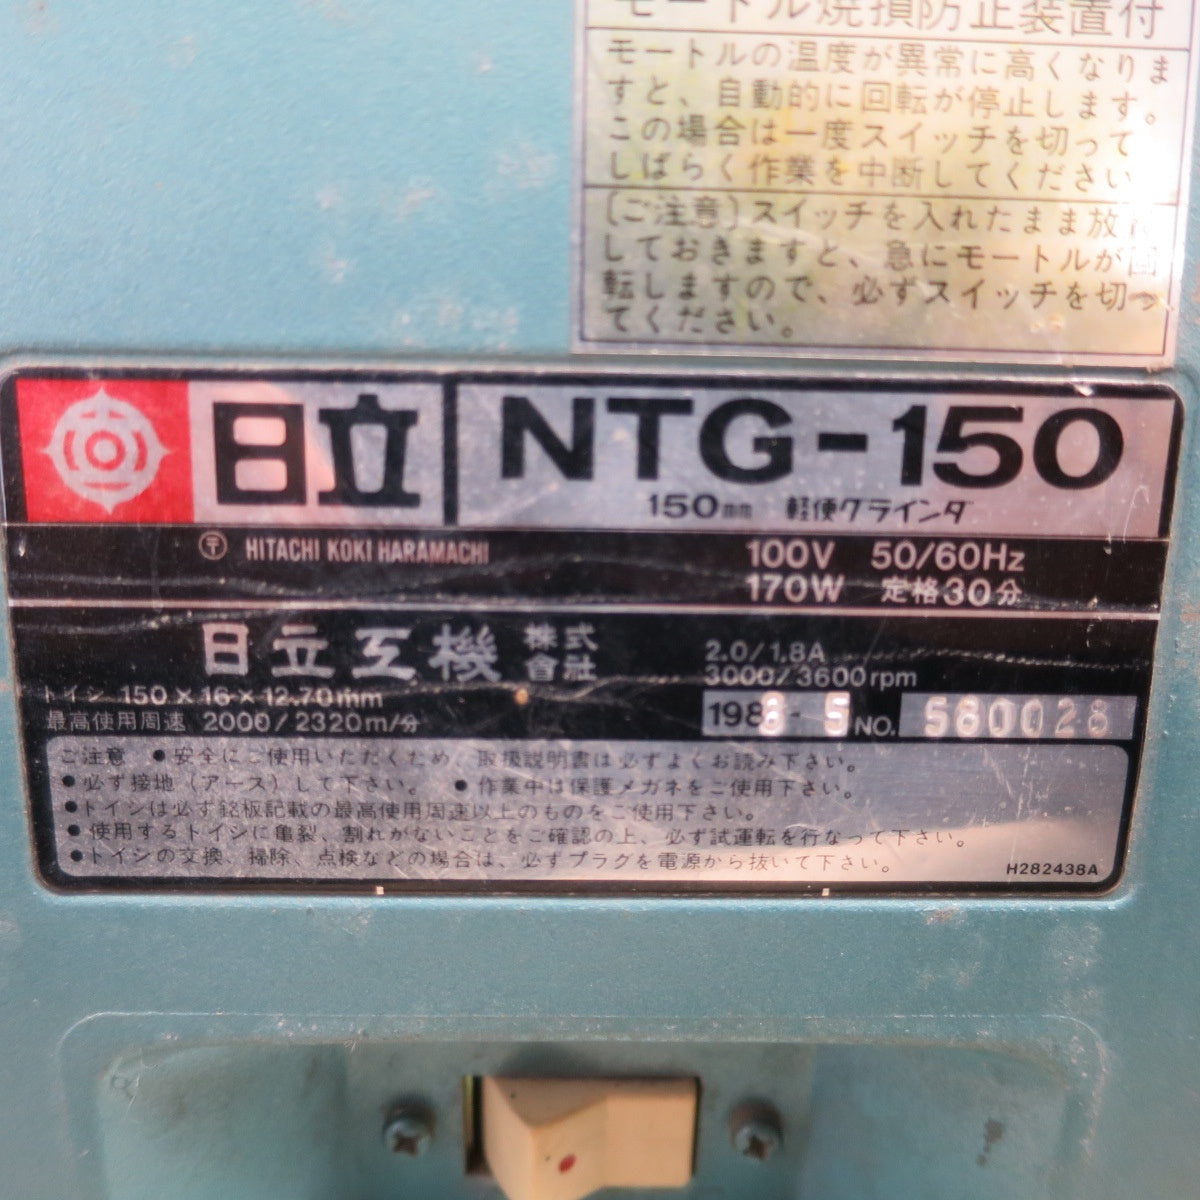 モートル焼損防止装置付
モートルの温度が異常に高くなりま
すと、自動的に回転が停止します。
この場合は一度スイッチを切って
しばらく作業を中断してください
〔ご注意〕スイッチを入れたまま放
しておきますと、急にモートルが回
転しますので、必ずスイッチを切っ
てください。
日立 NTG-150
150mm 軽便グラインダ
〒 HITACHI KOKI HARAMACHI 100V 50/60Hz
170W 定格30分
日立工機 株式會社
2.0/1.8A
3000/3600rpm
トイシ 150×16×12.70mm
最高使用周速 2000/2320m/分
198 - 5 NO. 580028
ご注意 ●安全にご使用いただくため、取扱説明書は必ずよくお読み下さい。
●必ず接地(アース)して下さい。 ●作業中は保護メガネをご使用下さい。
●トイシは必ず銘板記載の最高使用周速以上のものをご使用下さい。
●使用するトイシに亀裂、割れがないことをご確認の上、必ず試運転を行なって下さい。
●トイシの交換、掃除、点検などの場合は、必ずプラグを電源から抜いて下さい。
H282438A